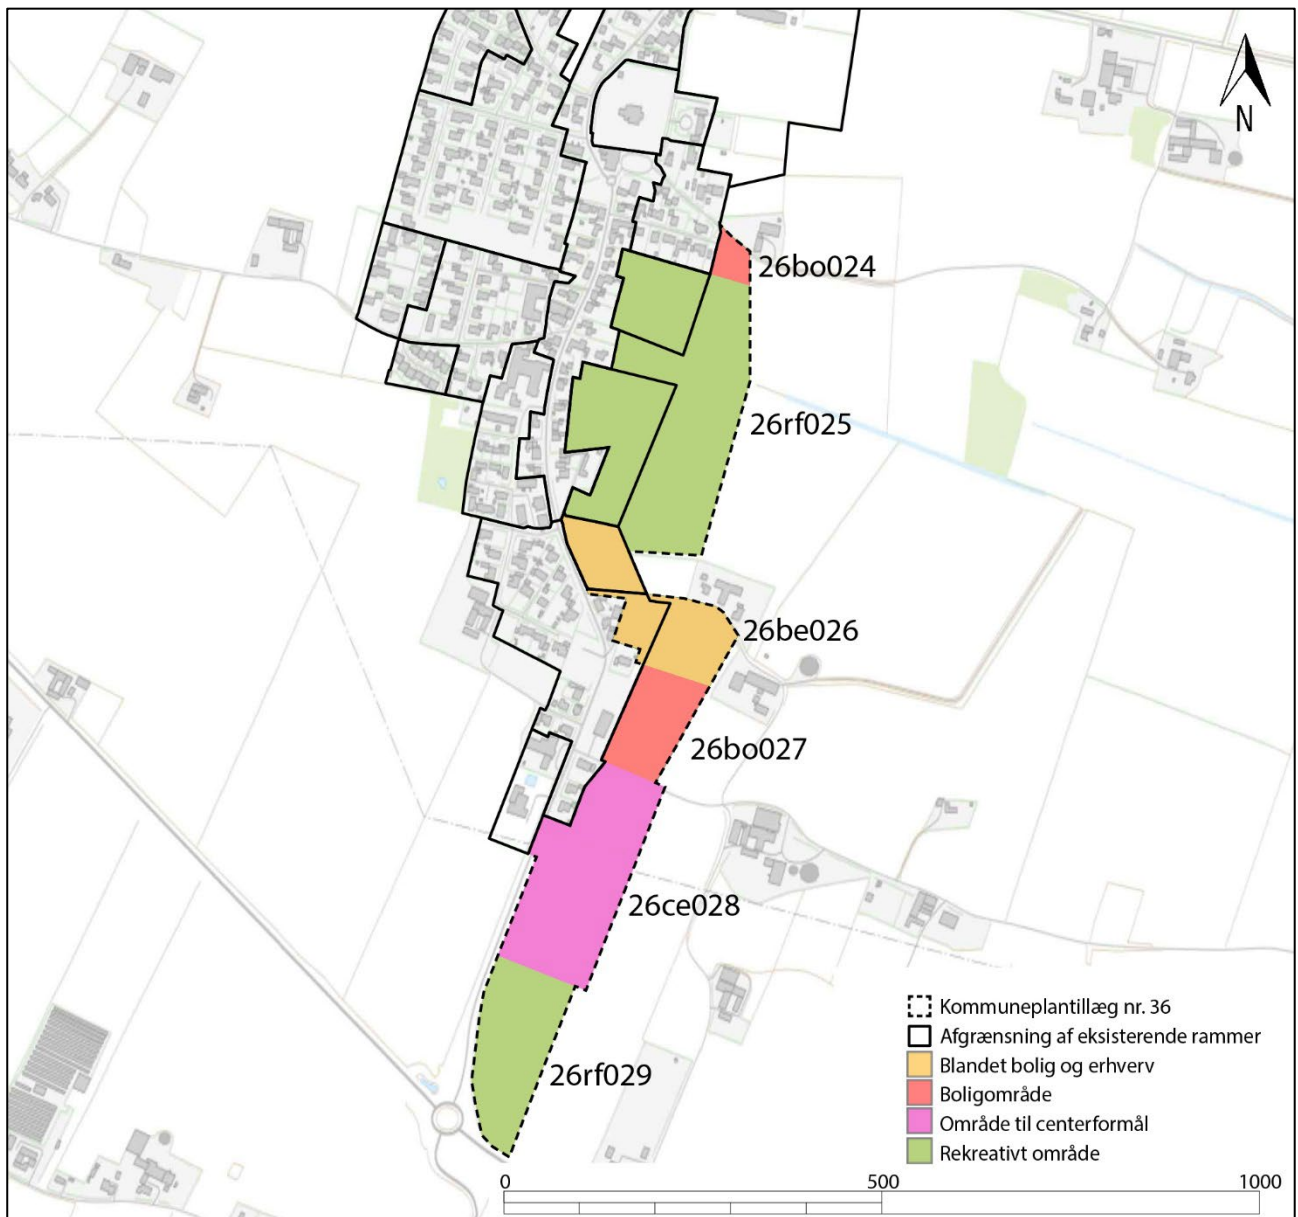 N
26bo024
26rf025
26be026
26bo027
26ce028
26rf029
Kommuneplantillæg nr. 36
Afgrænsning af eksisterende rammer
Blandet bolig og erhverv
Boligområde
Område til centerformål
Rekreativt område
0 500 1000